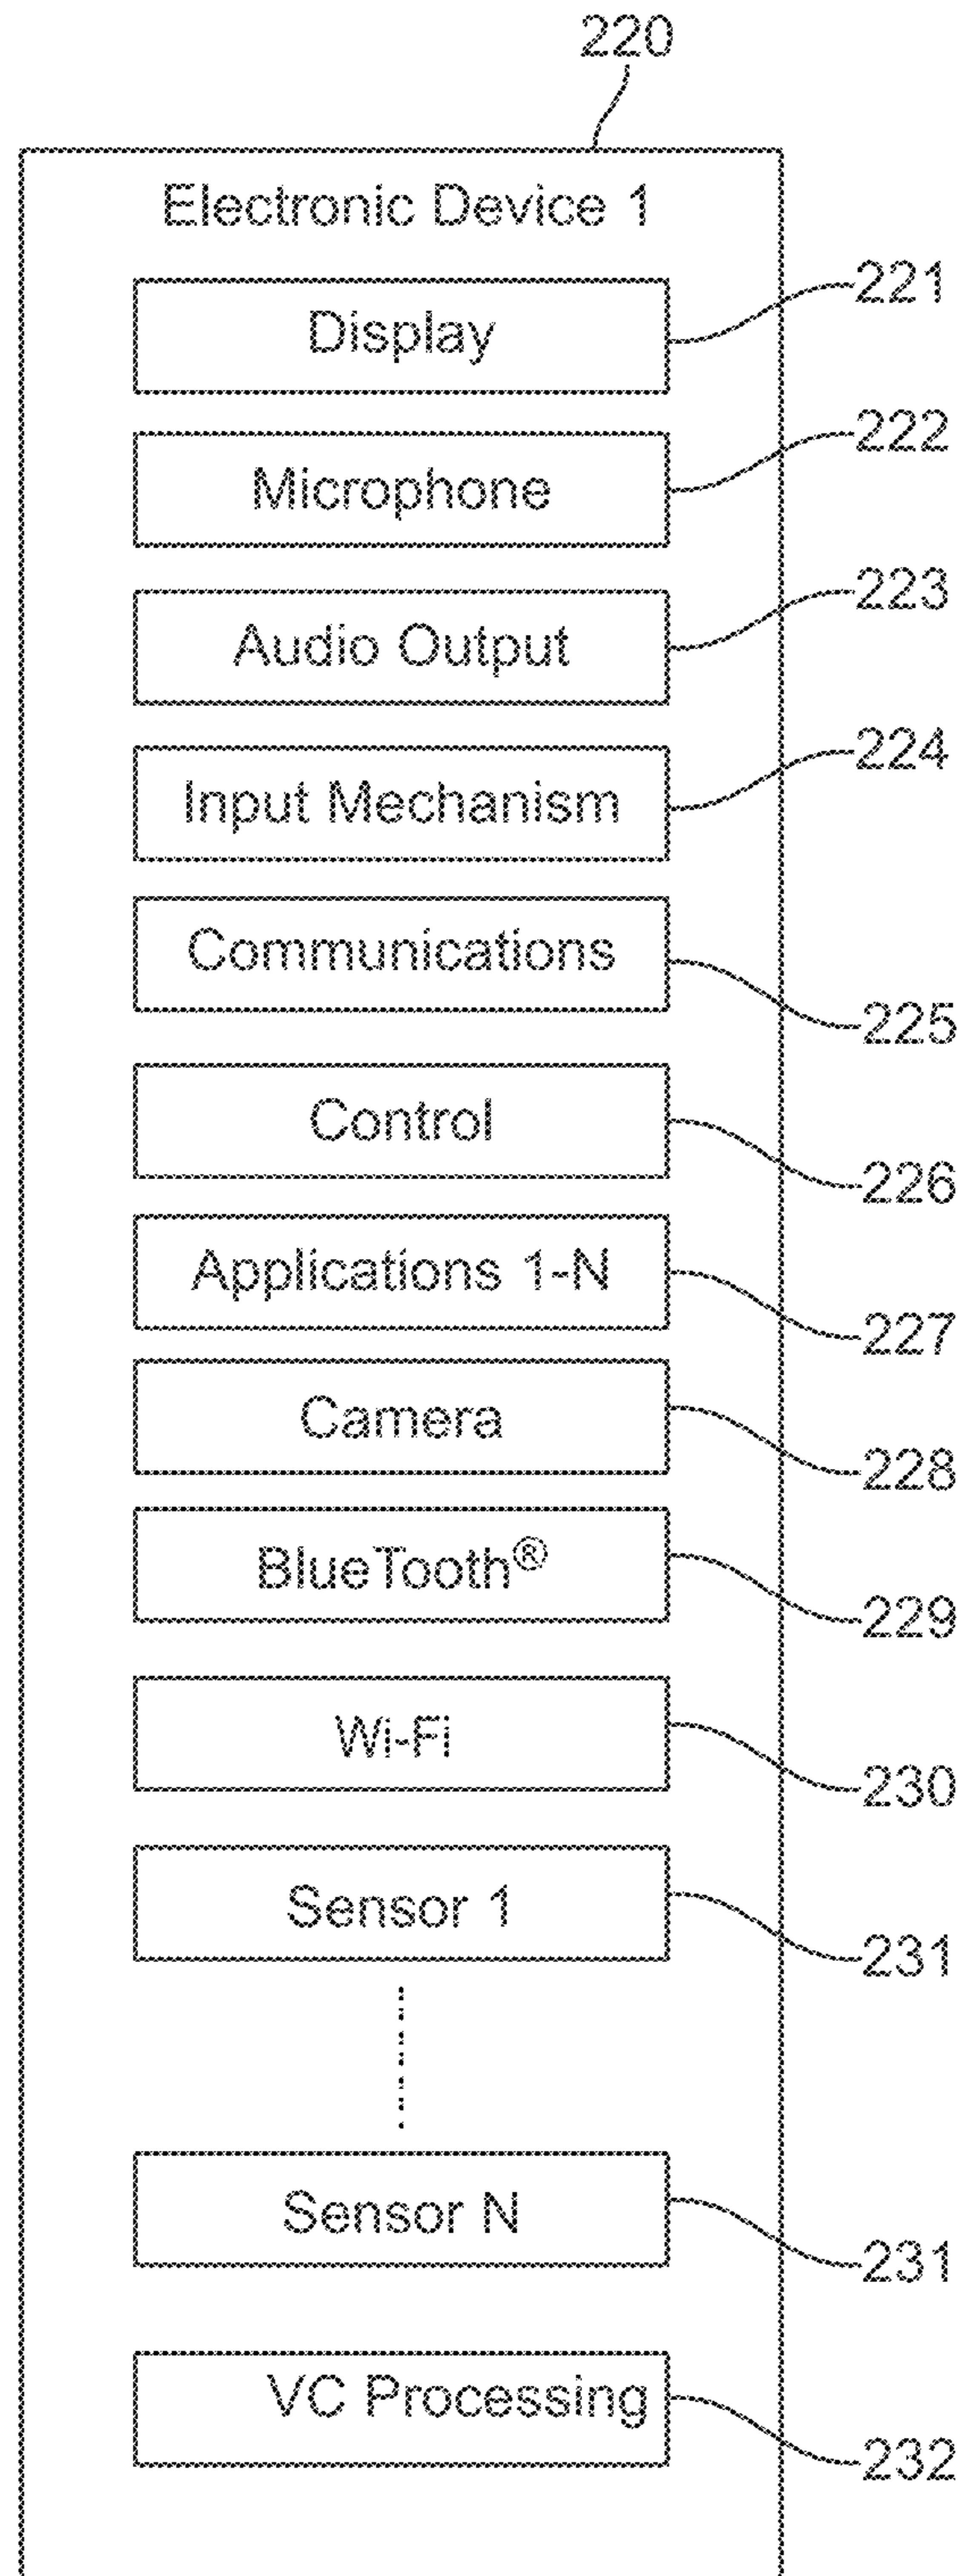 220
Electronic Device 1
Display 221
Microphone 222
Audio Output 223
Input Mechanism 224
Communications 225
Control 226
Applications 1-N 227
Camera 228
BlueTooth® 229
Wi-Fi 230
Sensor 1 231
Sensor N 231
VC Processing 232